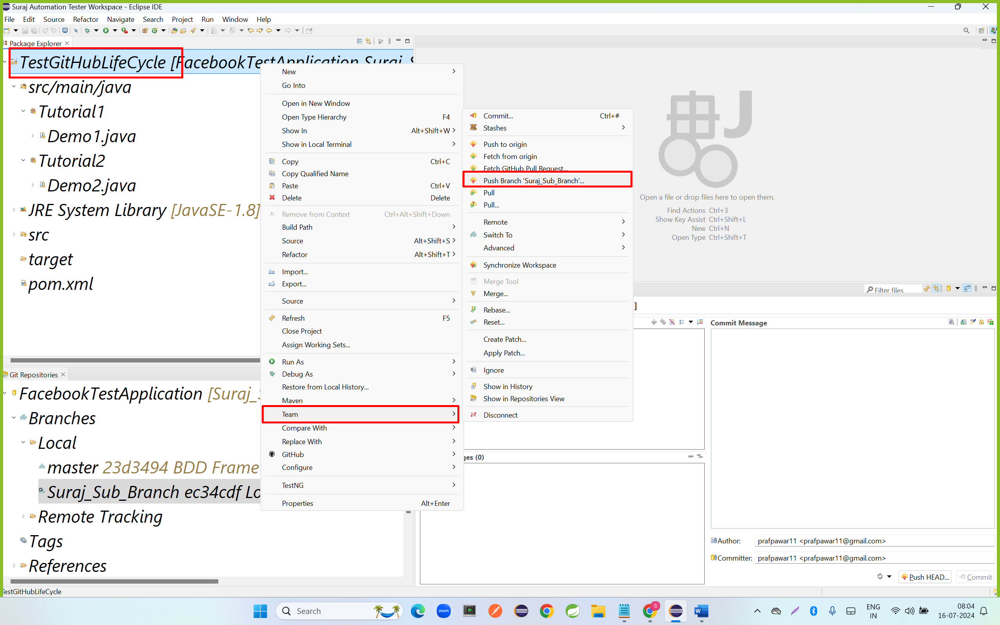 Suraj Automation Tester Workspace - Eclipse IDE
File Edit Source Refactor Navigate Search Project Run Window Help
Package Explorer
TestGitHubLifeCycle [FacebookTestApplication Suraj_S
src/main/java
Tutorial1
Demo1.java
Tutorial2
Demo2.java
JRE System Library [JavaSE-1.8]
src
target
pom.xml
Git Repositories
FacebookTestApplication [Suraj_S
Branches
Local
master 23d3494 BDD Frame
Suraj_Sub_Branch ec34cdf Lo
Remote Tracking
Tags
References
TestGitHubLifeCycle
New
Go Into
Open in New Window
Open Type Hierarchy F4
Show In Alt+Shift+W
Show in Local Terminal
Copy Ctrl+C
Copy Qualified Name
Paste Ctrl+V
Delete Delete
Remove from Context Ctrl+Alt+Shift+Down
Build Path
Source Alt+Shift+S
Refactor Alt+Shift+T
Import...
Export...
Source
Refresh F5
Close Project
Assign Working Sets...
Run As
Debug As
Restore from Local History...
Maven
Team
Compare With
Replace With
GitHub
Configure
TestNG
Properties Alt+Enter
Commit... Ctrl+#
Stashes
Push to origin
Fetch from origin
Fetch GitHub Pull Request...
Push Branch 'Suraj_Sub_Branch'...
Pull
Pull...
Remote
Switch To
Advanced
Synchronize Workspace
Merge Tool
Merge...
Rebase...
Reset...
Create Patch...
Apply Patch...
Ignore
Show in History
Show in Repositories View
Disconnect
Open a file or drop files here to open them.
Find Actions Ctrl+3
Show Key Assist Ctrl+Shift+L
New Ctrl+N
Open Type Ctrl+Shift+T
Filter files
]
Commit Message
ges (0)
Author: prafpawar11 <prafpawar11@gmail.com>
Committer: prafpawar11 <prafpawar11@gmail.com>
Push HEAD... Commit
Search
zoom
S
W
ENG
IN
08:04
16-07-2024